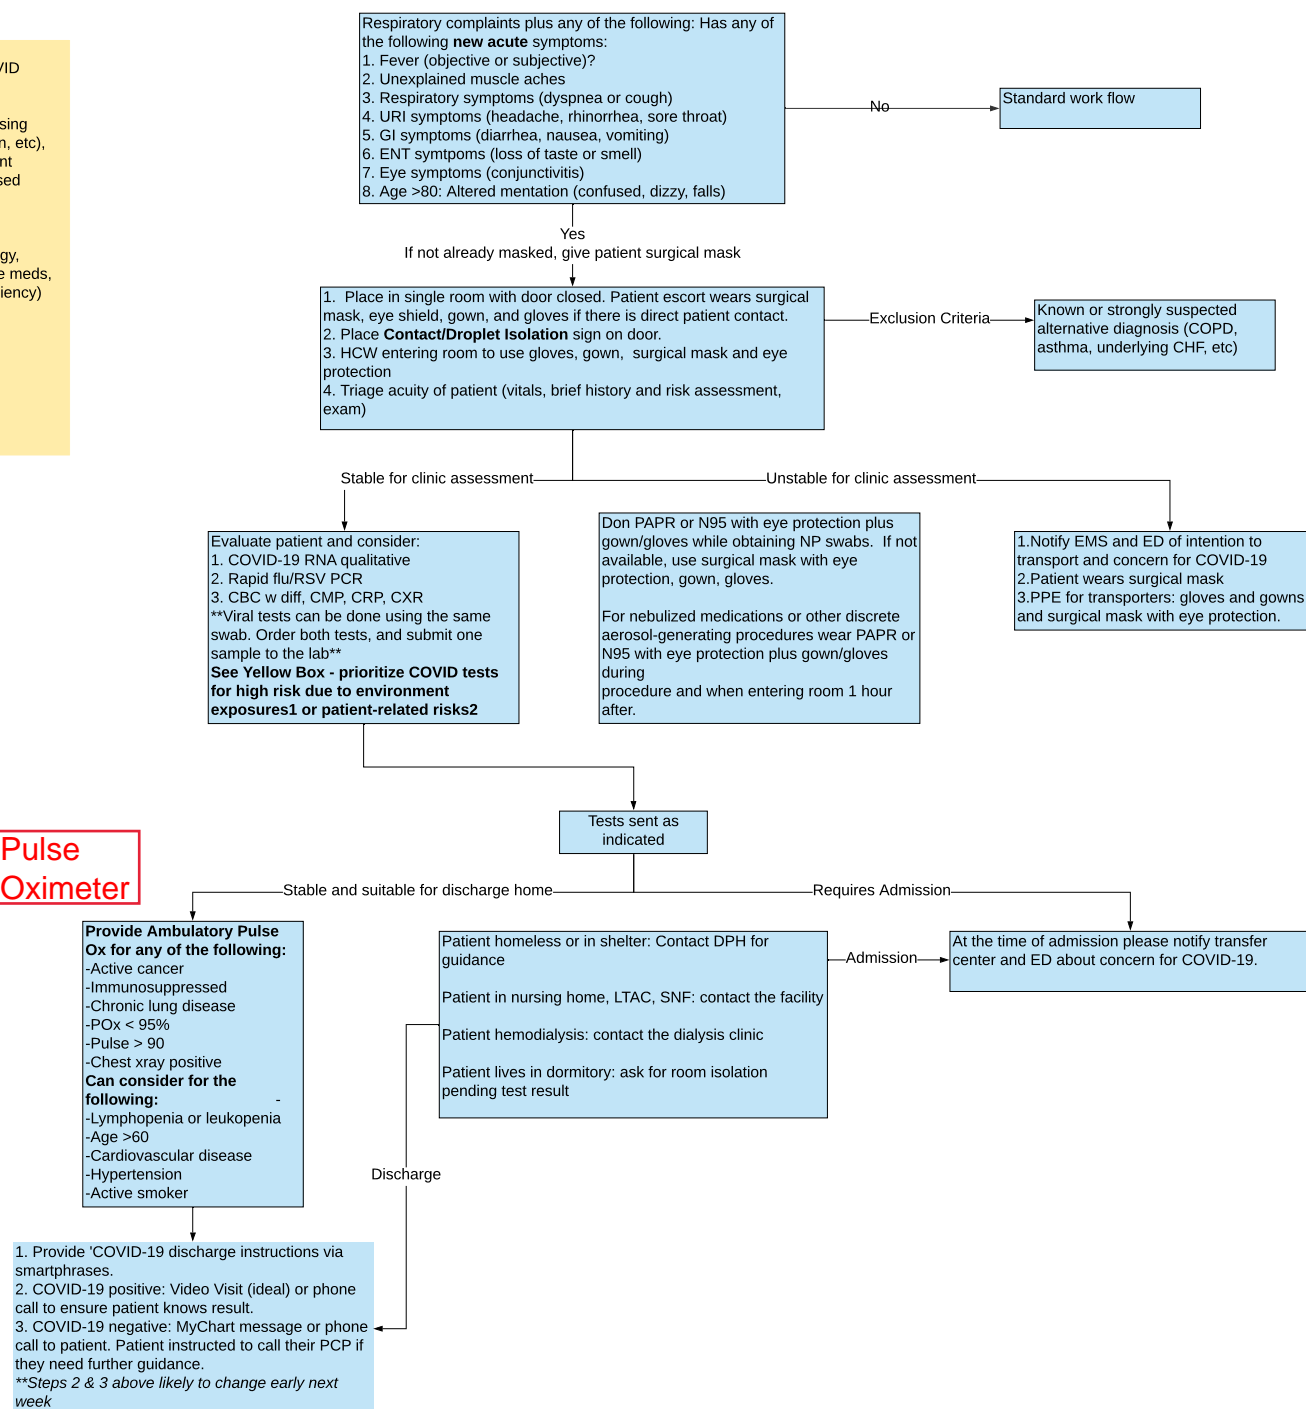 Respiratory complaints plus any of the following: Has any of
the following new acute symptoms:
1. Fever (objective or subjective)?
2. Unexplained muscle aches
3. Respiratory symptoms (dyspnea or cough)
4. URI symptoms (headache, rhinorrhea, sore throat)
5. GI symptoms (diarrhea, nausea, vomiting)
6. ENT symtpoms (loss of taste or smell)
7. Eye symptoms (conjunctivitis)
8. Age >80: Altered mentation (confused, dizzy, falls)
No
Standard work flow
n, etc),
gy,
meds,
Yes
If not already masked, give patient surgical mask
1. Place in single room with door closed. Patient escort wears surgical
mask, eye shield, gown, and gloves if there is direct patient contact.
2. Place Contact/Droplet Isolation sign on door.
3. HCW entering room to use gloves, gown, surgical mask and eye
protection
4. Triage acuity of patient (vitals, brief history and risk assessment,
exam)
Exclusion Criteria
Known or strongly suspected
alternative diagnosis (COPD,
asthma, underlying CHF, etc)
Stable for clinic assessment
Unstable for clinic assessment
Evaluate patient and consider:
1. COVID-19 RNA qualitative
2. Rapid flu/RSV PCR
3. CBC w diff, CMP, CRP, CXR
**Viral tests can be done using the same
swab. Order both tests, and submit one
sample to the lab**
See Yellow Box - prioritize COVID tests
for high risk due to environment
exposures1 or patient-related risks2
Don PAPR or N95 with eye protection plus
gown/gloves while obtaining NP swabs. If not
available, use surgical mask with eye
protection, gown, gloves.
For nebulized medications or other discrete
aerosol-generating procedures wear PAPR or
N95 with eye protection plus gown/gloves
during
procedure and when entering room 1 hour
after.
1.Notify EMS and ED of intention to
transport and concern for COVID-19
2.Patient wears surgical mask
3.PPE for transporters: gloves and gowns
and surgical mask with eye protection.
Tests sent as
indicated
Pulse
Oximeter
Stable and suitable for discharge home
Requires Admission
Provide Ambulatory Pulse
Ox for any of the following:
-Active cancer
-Immunosuppressed
-Chronic lung disease
-POx < 95%
-Pulse > 90
-Chest xray positive
Can consider for the
following: -
-Lymphopenia or leukopenia
-Age >60
-Cardiovascular disease
-Hypertension
-Active smoker
Patient homeless or in shelter: Contact DPH for
guidance
Patient in nursing home, LTAC, SNF: contact the facility
Patient hemodialysis: contact the dialysis clinic
Patient lives in dormitory: ask for room isolation
pending test result
Admission
At the time of admission please notify transfer
center and ED about concern for COVID-19.
Discharge
1. Provide 'COVID-19 discharge instructions via
smartphrases.
2. COVID-19 positive: Video Visit (ideal) or phone
call to ensure patient knows result.
3. COVID-19 negative: MyChart message or phone
call to patient. Patient instructed to call their PCP if
they need further guidance.
**Steps 2 & 3 above likely to change early next
week